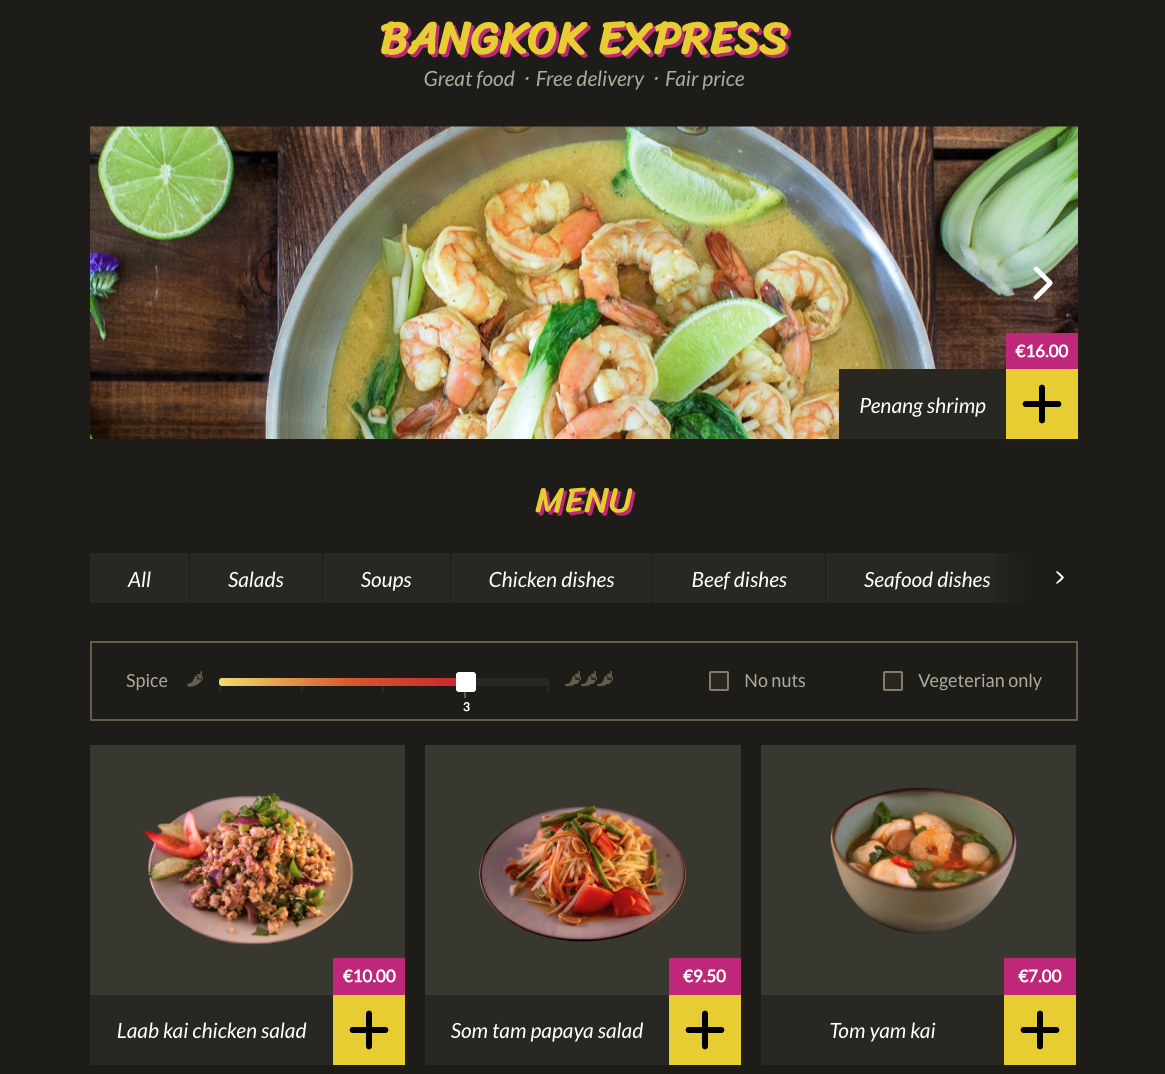 BANGKOK EXPRESS
Great food · Free delivery · Fair price
€16.00
Penang shrimp
MENU
All Salads Soups Chicken dishes Beef dishes Seafood dishes
Spice No nuts Vegeterian only
3
€10.00 €9.50 €7.00
Laab kai chicken salad Som tam papaya salad Tom yam kai